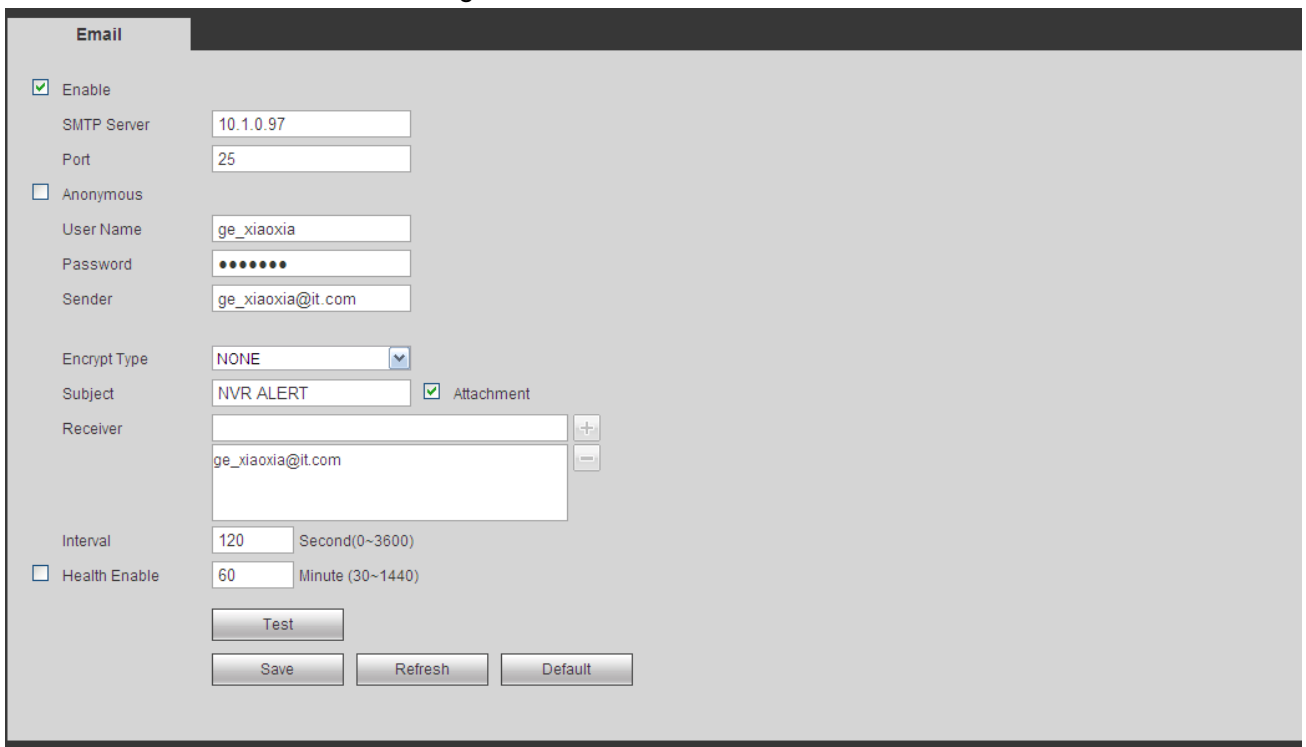 Email
Enable
SMTP Server 10.1.0.97
Port 25
Anonymous
User Name ge_xiaoxia
Password •••••••
Sender ge_xiaoxia@it.com
Encrypt Type NONE
Subject NVR ALERT Attachment
Receiver
ge_xiaoxia@it.com
Interval 120 Second(0~3600)
Health Enable 60 Minute (30~1440)
Test
Save Refresh Default